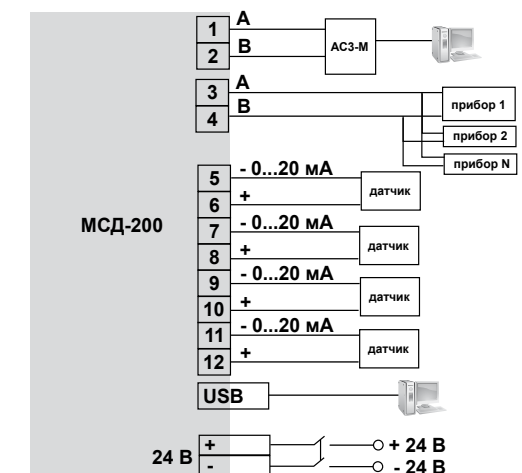 1 A
2 B
АС3-М
3 A
4 B
прибор 1
прибор 2
прибор N
МСД-200
5 - 0...20 мА
6 +
датчик
7 - 0...20 мА
8 +
датчик
9 - 0...20 мА
10 +
датчик
11 - 0...20 мА
12 +
датчик
USB
24 В
+ + 24 В
- - 24 В